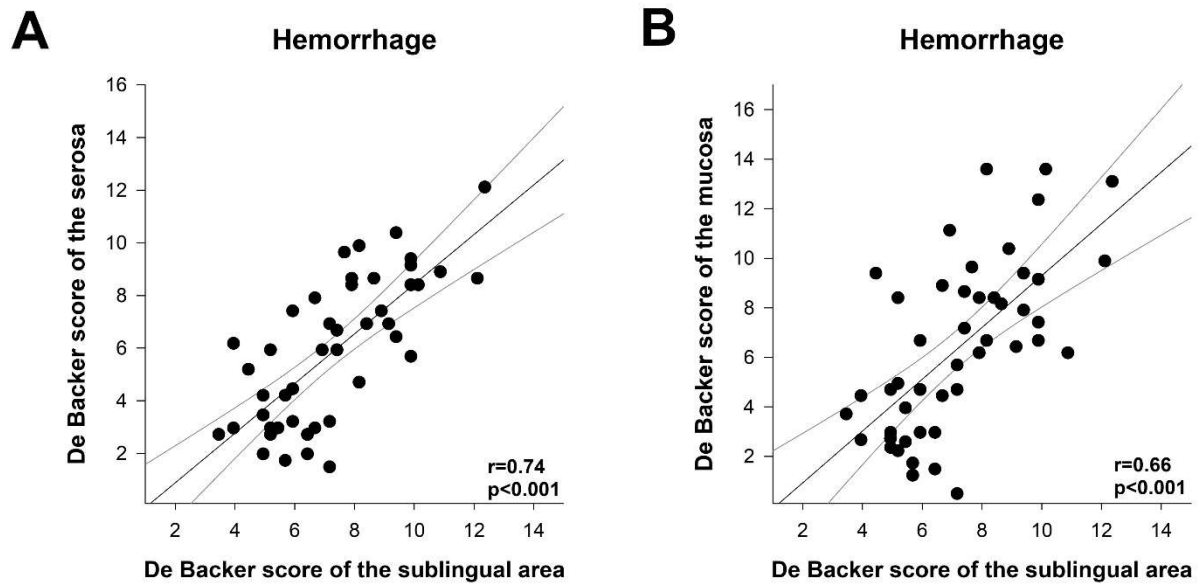 A
Hemorrhage
De Backer score of the serosa
16
14
12
10
8
6
4
2
r=0.74
p<0.001
2 4 6 8 10 12 14
De Backer score of the sublingual area
B
Hemorrhage
De Backer score of the mucosa
16
14
12
10
8
6
4
2
r=0.66
p<0.001
2 4 6 8 10 12 14
De Backer score of the sublingual area